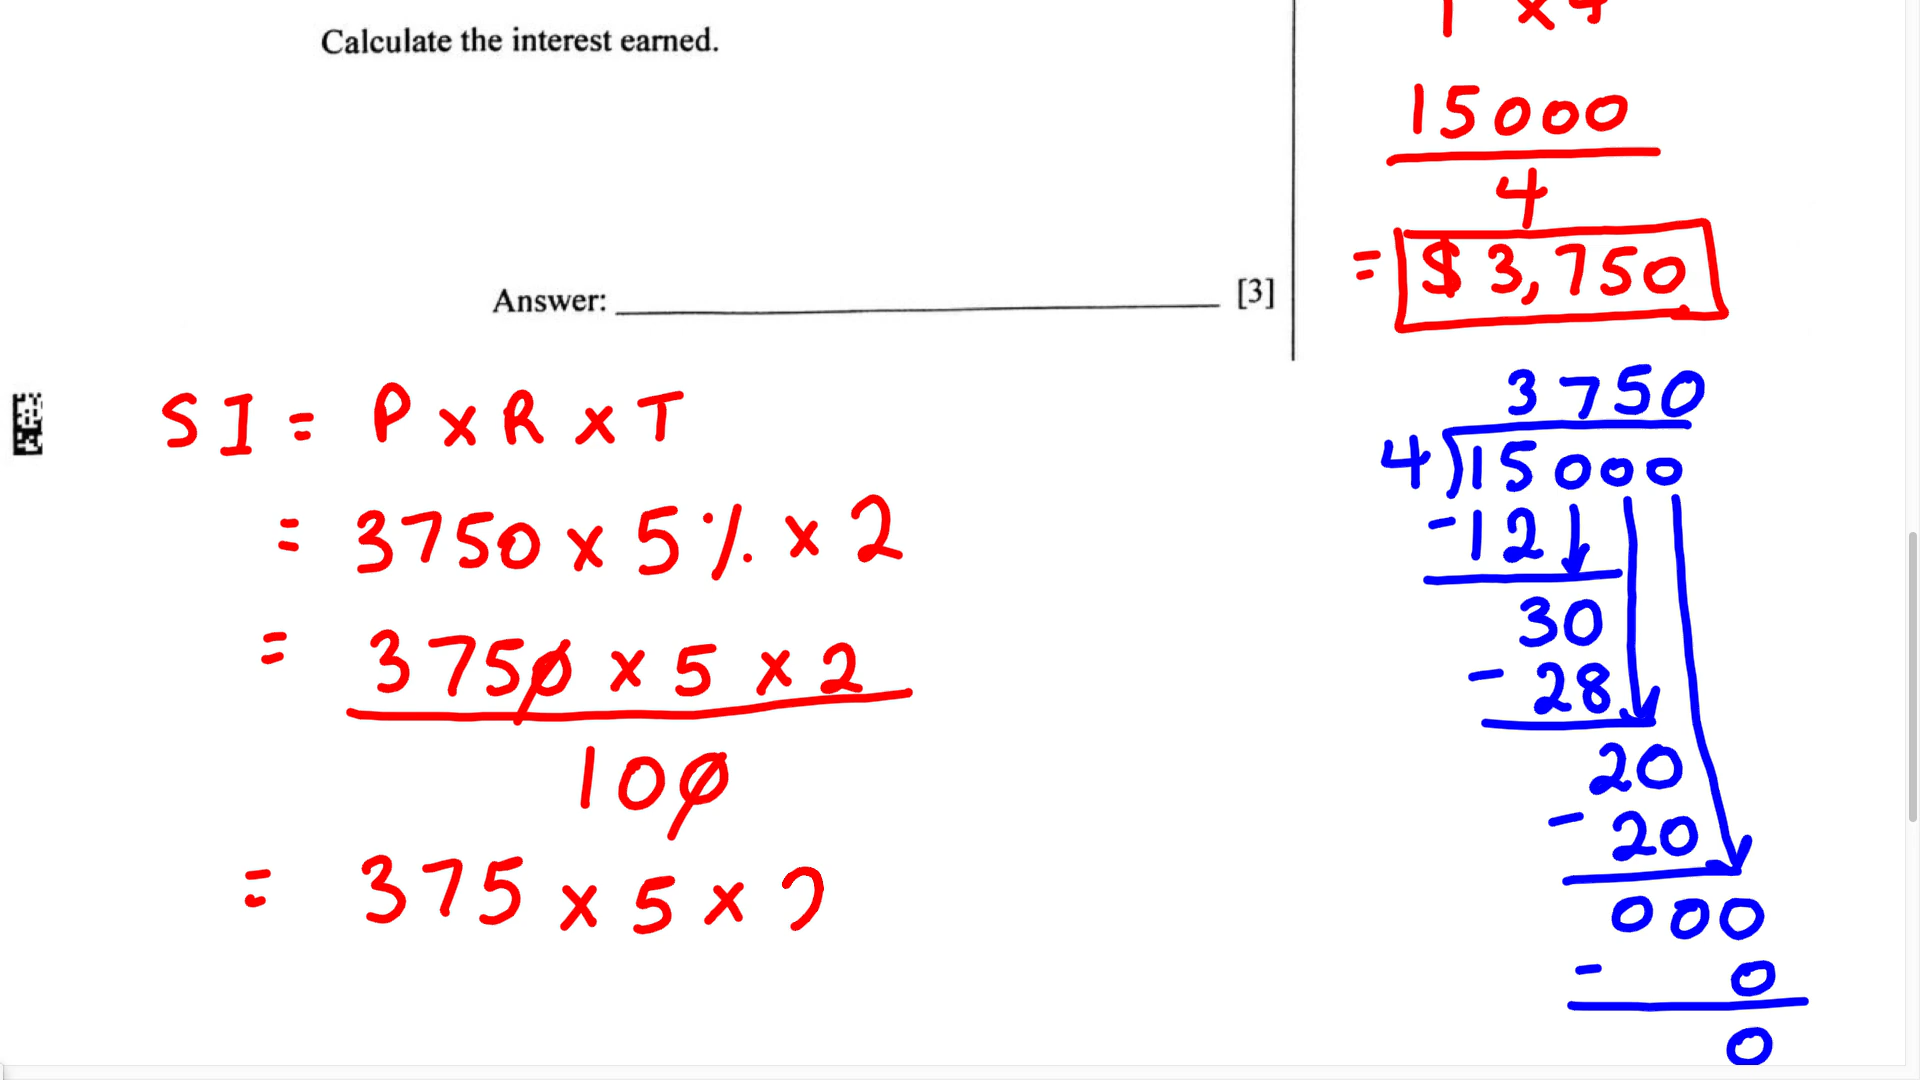 Calculate the interest earned.
Answer: ____________ [3]
SI = P × R × T
= 3750 × 5% × 2
= 3750 × 5 × 2
100
= 375 × 5 ×
15000
4
= $3,750
3750
4)15000
-12
30
- 28
20
- 20
000
- 0
0